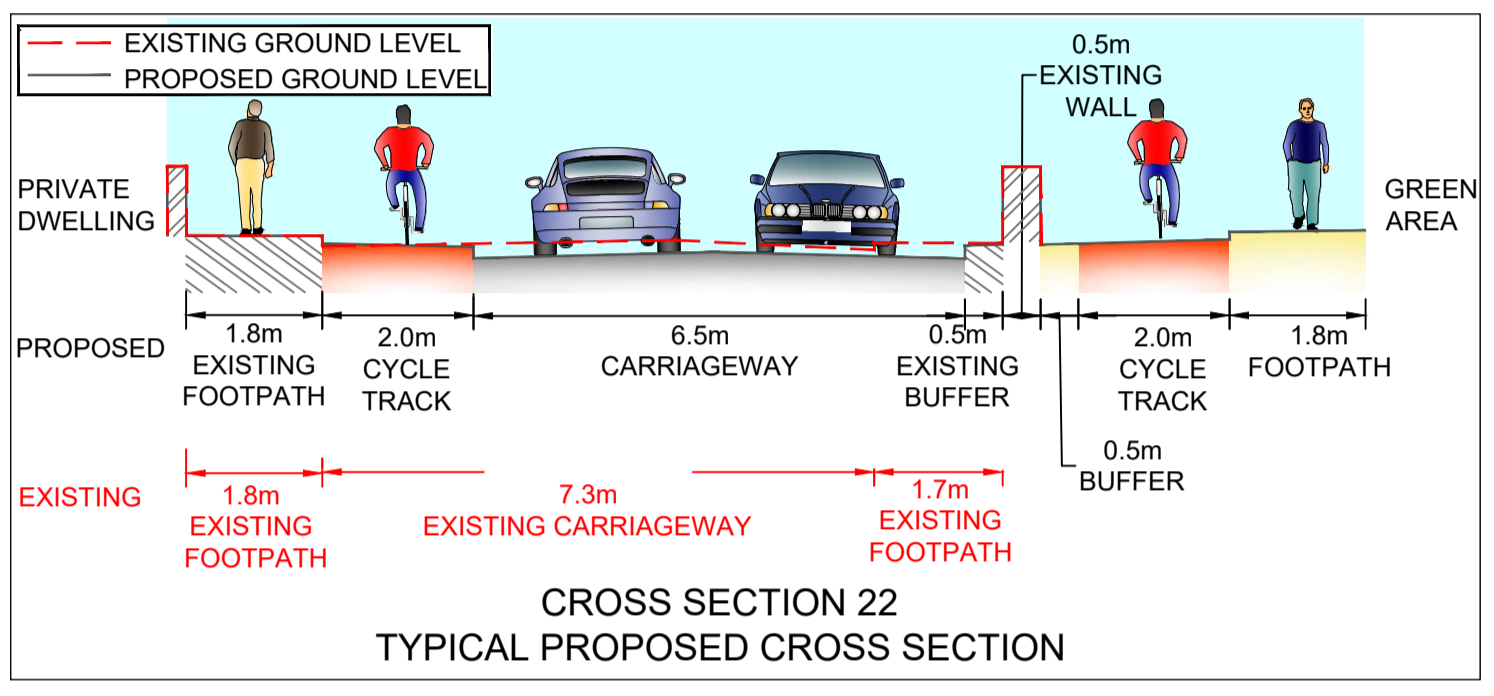 EXISTING GROUND LEVEL
PROPOSED GROUND LEVEL
0.5m
EXISTING
WALL
PRIVATE
DWELLING
GREEN
AREA
PROPOSED
1.8m
EXISTING
FOOTPATH
2.0m
CYCLE
TRACK
6.5m
CARRIAGEWAY
0.5m
EXISTING
BUFFER
0.5m
BUFFER
2.0m
CYCLE
TRACK
1.8m
FOOTPATH
EXISTING
1.8m
EXISTING
FOOTPATH
7.3m
EXISTING CARRIAGEWAY
1.7m
EXISTING
FOOTPATH
CROSS SECTION 22
TYPICAL PROPOSED CROSS SECTION